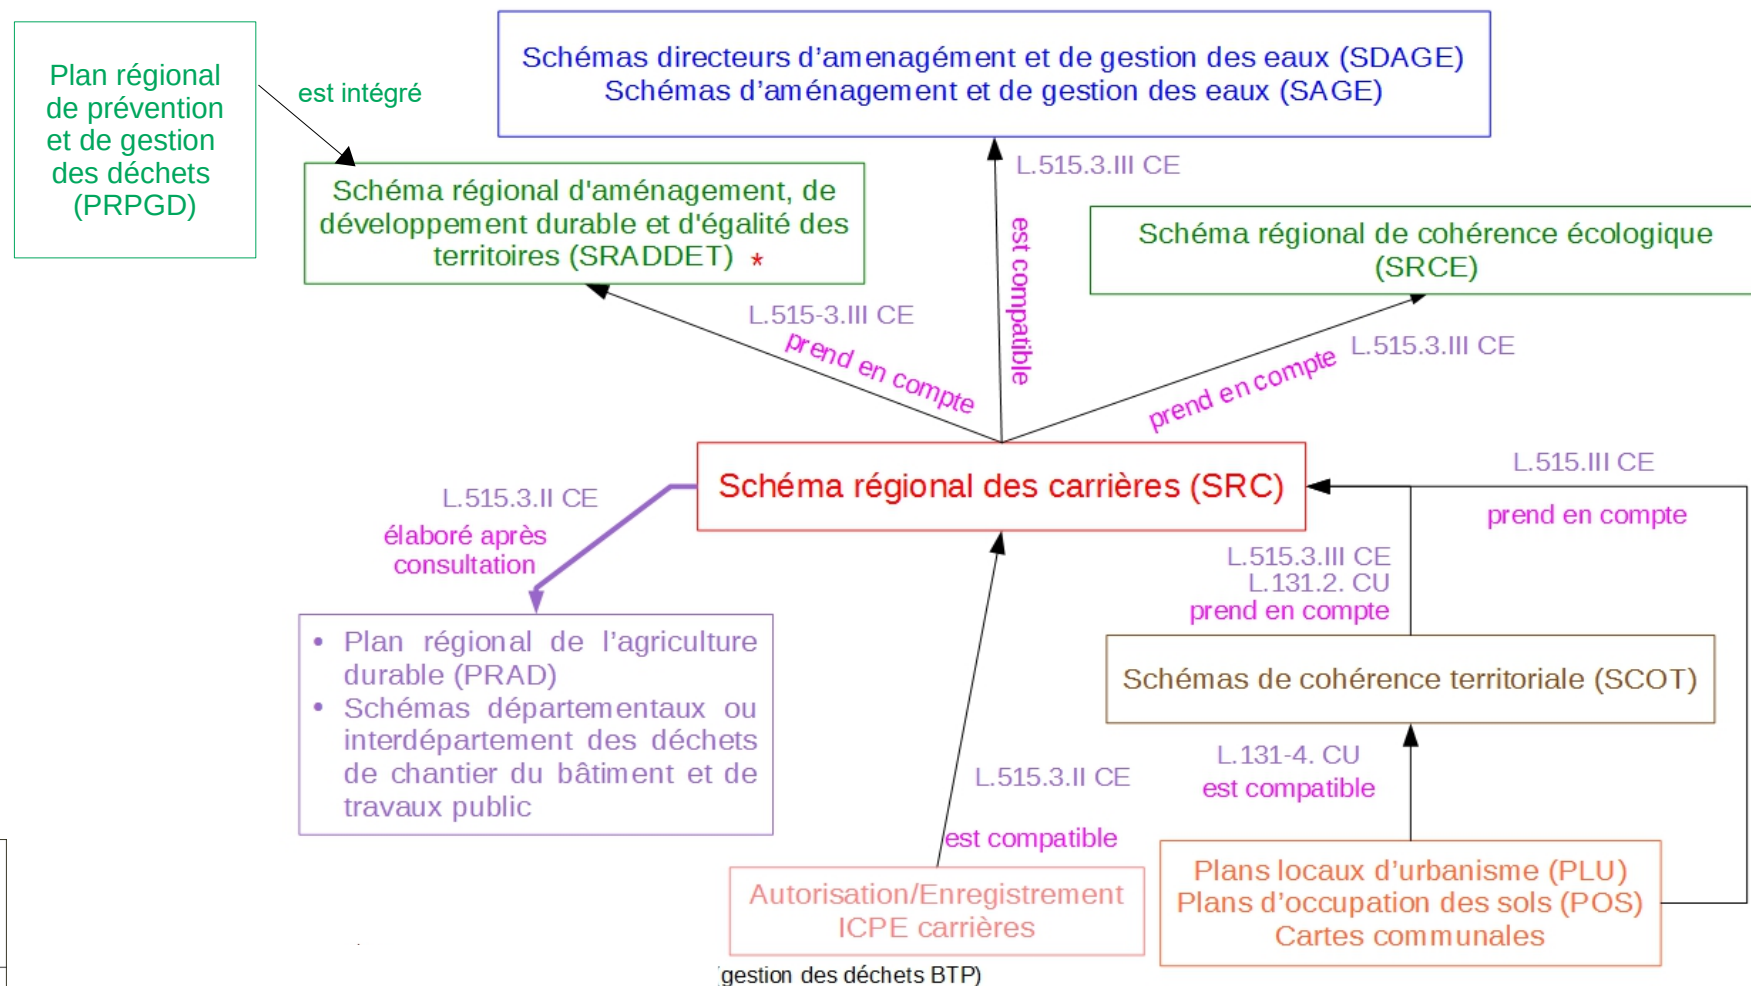 Plan régional
de prévention
et de gestion
des déchets
(PRPGD)
est intégré
Schémas directeurs d’amenagément et de gestion des eaux (SDAGE)
Schémas d’aménagement et de gestion des eaux (SAGE)
L.515.3.III CE
est compatible
Schéma régional d'aménagement, de
développement durable et d'égalité des
territoires (SRADDET) *
Schéma régional de cohérence écologique
(SRCE)
L.515-3.III CE
prend en compte
L.515.3.III CE
prend en compte
Schéma régional des carrières (SRC)
L.515.III CE
prend en compte
L.515.3.II CE
élaboré après
consultation
L.515.3.III CE
L.131.2. CU
prend en compte
• Plan régional de l’agriculture
durable (PRAD)
• Schémas départementaux ou
interdépartement des déchets
de chantier du bâtiment et de
travaux public
Schémas de cohérence territoriale (SCOT)
L.131-4. CU
est compatible
L.515.3.II CE
est compatible
Autorisation/Enregistrement
ICPE carrières
Plans locaux d’urbanisme (PLU)
Plans d’occupation des sols (POS)
Cartes communales
(gestion des déchets BTP)